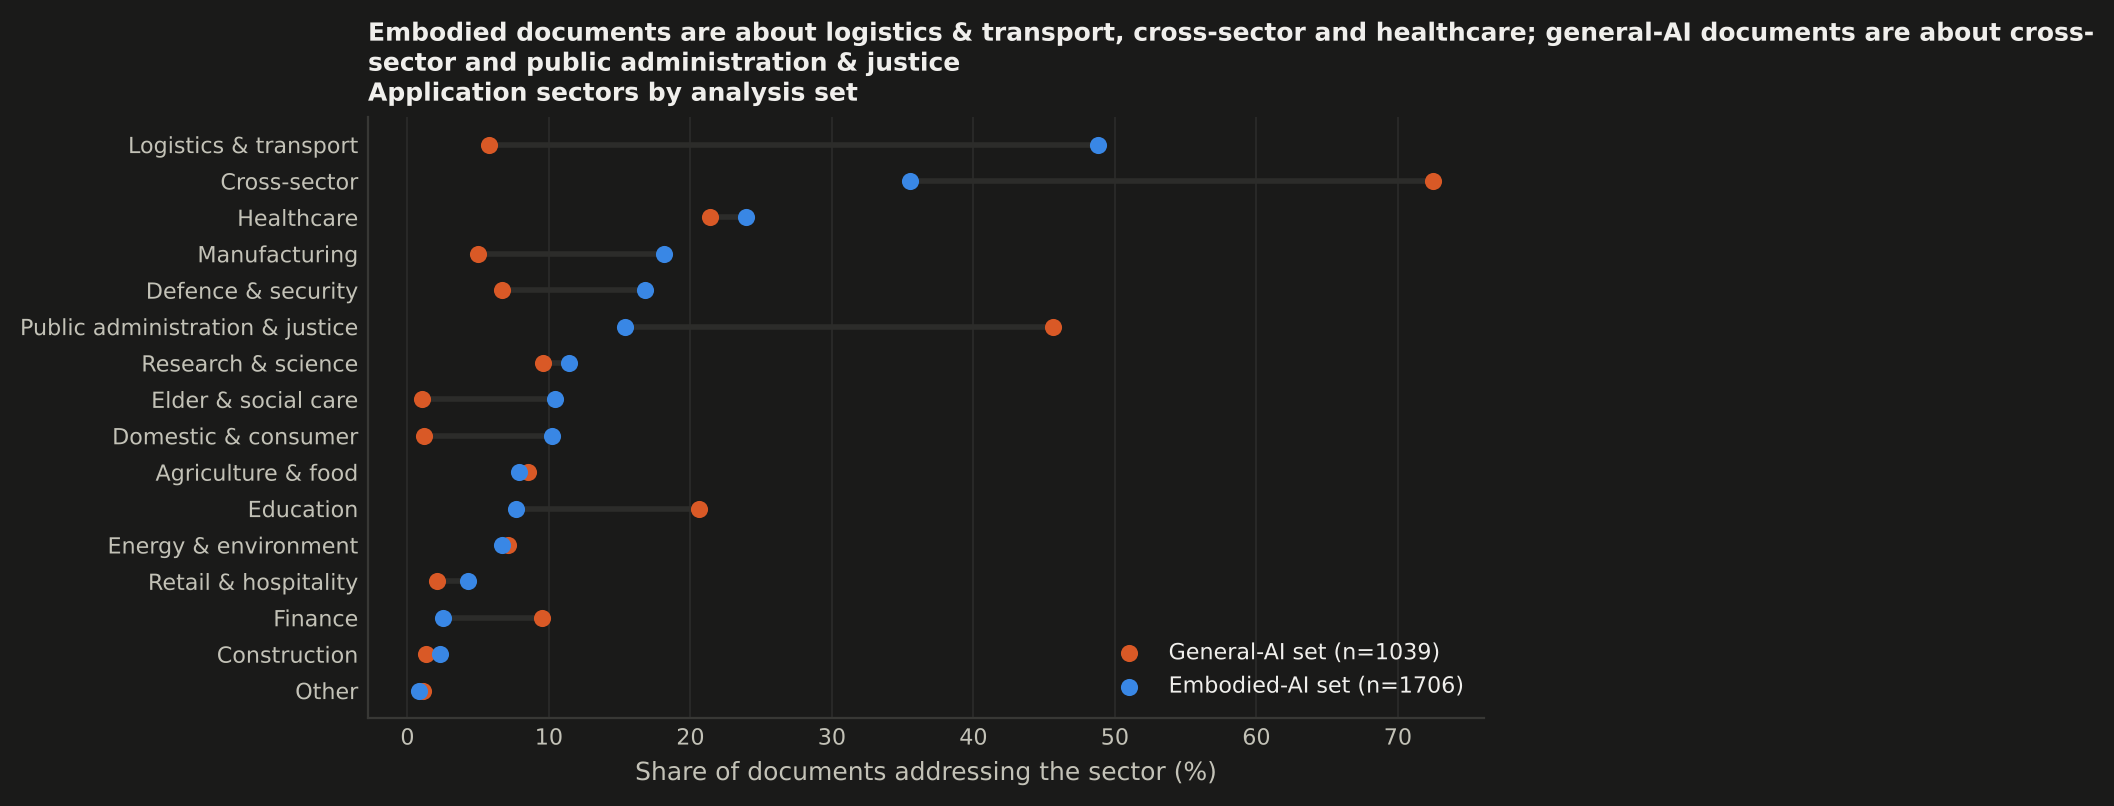 Embodied documents are about logistics & transport, cross-sector and healthcare; general-AI documents are about cross-
sector and public administration & justice
Application sectors by analysis set
Logistics & transport
Cross-sector
Healthcare
Manufacturing
Defence & security
Public administration & justice
Research & science
Elder & social care
Domestic & consumer
Agriculture & food
Education
Energy & environment
Retail & hospitality
Finance
Construction
Other
General-AI set (n=1039)
Embodied-AI set (n=1706)
0 10 20 30 40 50 60 70
Share of documents addressing the sector (%)